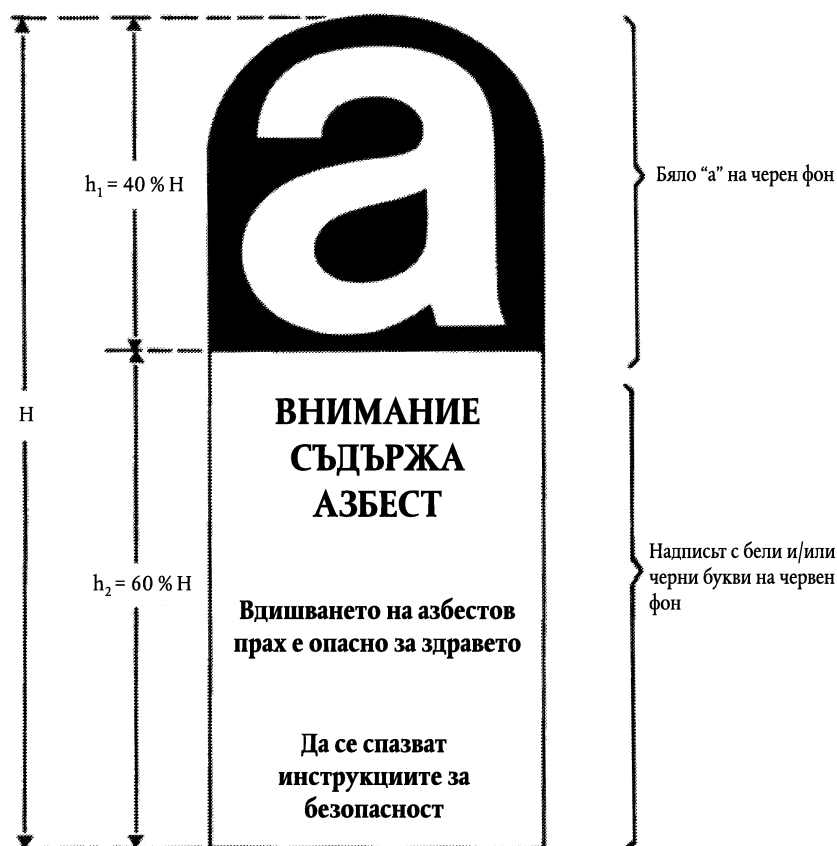 a
h₁ = 40 % H
Бяло “a” на черен фон
H
ВНИМАНИЕ
СЪДЪРЖА
АЗБЕСТ
h₂ = 60 % H
Надписът с бели и/или
черни букви на червен
фон
Вдишването на азбестов
прах е опасно за здравето
Да се спазват
инструкциите за
безопасност